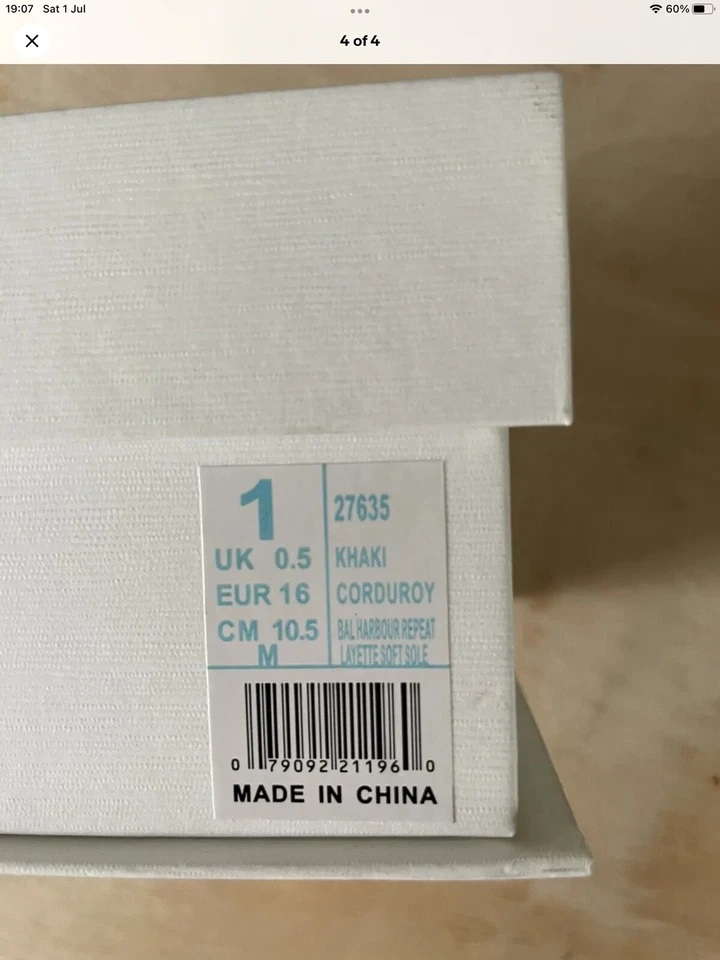 19:07 Sat 1 Jul
60%
4 of 4
1
UK 0.5
EUR 16
CM 10.5
M
27635
KHAKI
CORDUROY
BAL HARBOUR REPEAT
LAYETTE SOFT SOLE
0 79092 21196 0
MADE IN CHINA